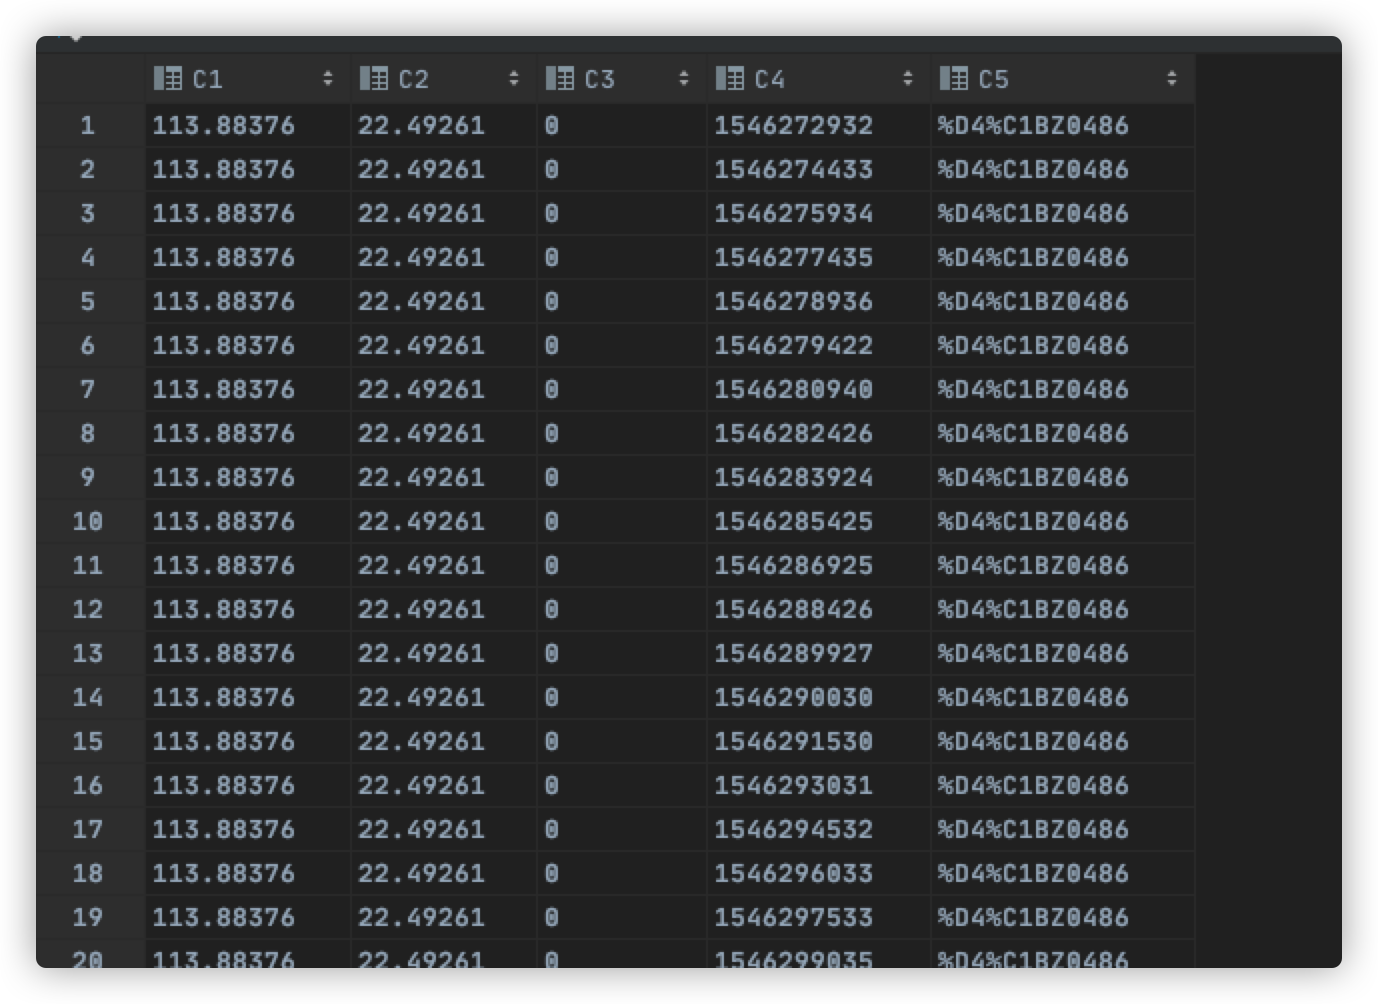 C1 C2 C3 C4 C5
1 113.88376 22.49261 0 1546272932 %D4%C1BZ0486
2 113.88376 22.49261 0 1546274433 %D4%C1BZ0486
3 113.88376 22.49261 0 1546275934 %D4%C1BZ0486
4 113.88376 22.49261 0 1546277435 %D4%C1BZ0486
5 113.88376 22.49261 0 1546278936 %D4%C1BZ0486
6 113.88376 22.49261 0 1546279422 %D4%C1BZ0486
7 113.88376 22.49261 0 1546280940 %D4%C1BZ0486
8 113.88376 22.49261 0 1546282426 %D4%C1BZ0486
9 113.88376 22.49261 0 1546283924 %D4%C1BZ0486
10 113.88376 22.49261 0 1546285425 %D4%C1BZ0486
11 113.88376 22.49261 0 1546286925 %D4%C1BZ0486
12 113.88376 22.49261 0 1546288426 %D4%C1BZ0486
13 113.88376 22.49261 0 1546289927 %D4%C1BZ0486
14 113.88376 22.49261 0 1546290030 %D4%C1BZ0486
15 113.88376 22.49261 0 1546291530 %D4%C1BZ0486
16 113.88376 22.49261 0 1546293031 %D4%C1BZ0486
17 113.88376 22.49261 0 1546294532 %D4%C1BZ0486
18 113.88376 22.49261 0 1546296033 %D4%C1BZ0486
19 113.88376 22.49261 0 1546297533 %D4%C1BZ0486
20 113.88376 22.49261 0 1546299035 %D4%C1BZ0486